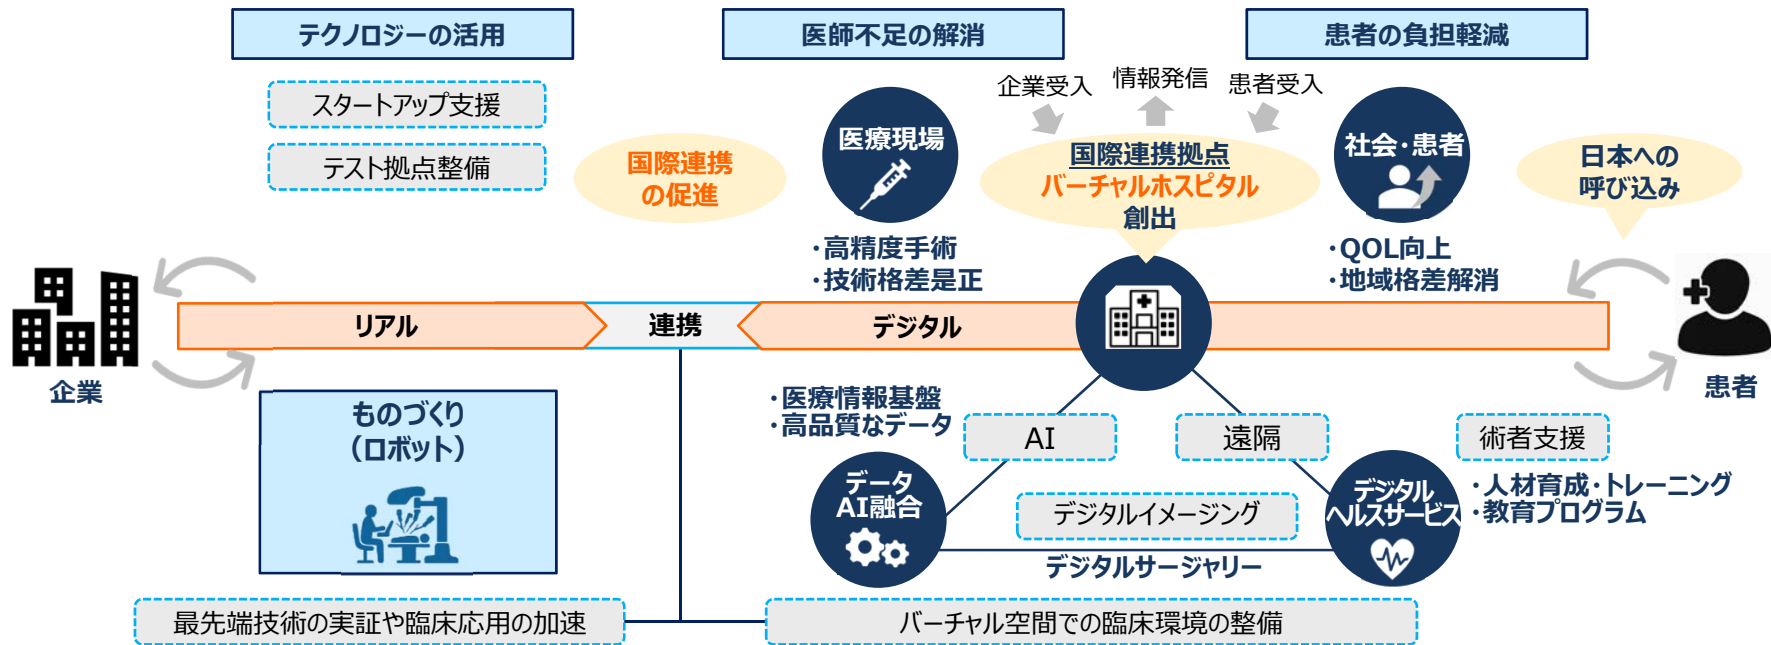 テクノロジーの活用
医師不足の解消
患者の負担軽減
スタートアップ支援
テスト拠点整備
国際連携
の促進
医療現場
・高精度手術
・技術格差是正
企業受入
情報発信
患者受入
国際連携拠点
バーチャルホスピタル
創出
社会・患者
・QOL向上
・地域格差解消
日本への
呼び込み
企業
リアル
連携
デジタル
患者
ものづくり
（ロボット）
・医療情報基盤
・高品質なデータ
AI
遠隔
術者支援
データ
AI融合
デジタルイメージング
デジタル
ヘルスサービス
・人材育成・トレーニング
・教育プログラム
デジタルサージャリー
最先端技術の実証や臨床応用の加速
バーチャル空間での臨床環境の整備